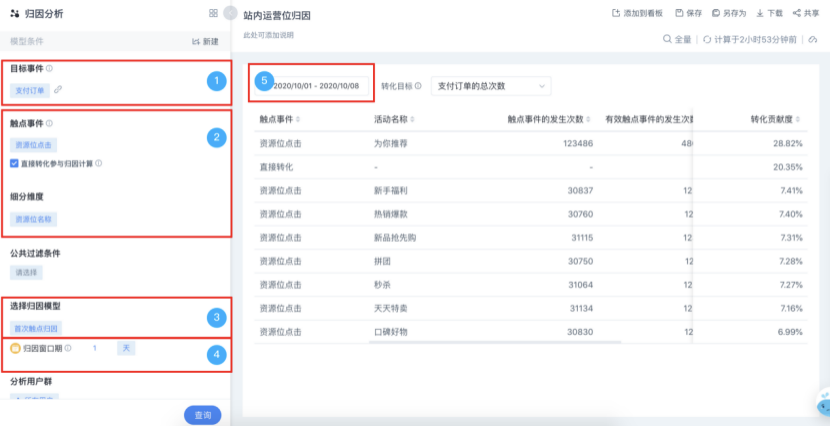 归因分析
模型条件
新建
目标事件
1
支付订单
触点事件
2
资源位点击
直接转化参与归因计算
细分维度
资源位名称
公共过滤条件
请选择
选择归因模型
3
首次触点归因
归因窗口期
1
天
4
分析用户群
查询
站内运营位归因
此处可添加说明
添加到看板
保存
另存为
下载
共享
全量
计算于2小时53分钟前
5
2020/10/01 - 2020/10/08
转化目标
支付订单的总次数
触点事件 活动名称 触点事件的发生次数 有效触点事件的发生次数 转化贡献度
资源位点击 为你推荐 123486 480 28.82%
直接转化 - - 20.35%
资源位点击 新手福利 30837 12 7.41%
资源位点击 热销爆款 30760 12 7.40%
资源位点击 新品抢先购 31115 12 7.31%
资源位点击 拼团 30750 12 7.28%
资源位点击 秒杀 31064 12 7.27%
资源位点击 天天特卖 31134 12 7.16%
资源位点击 口碑好物 30830 12 6.99%